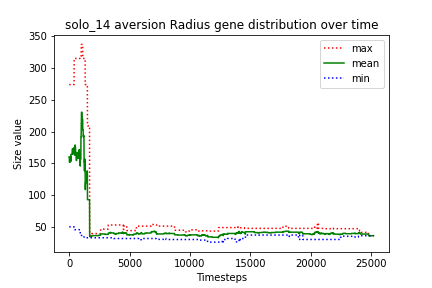 solo_14 aversion Radius gene distribution over time
350
300
250
200
150
100
50
Size value
max
mean
min
0
5000
10000
15000
20000
25000
Timesteps